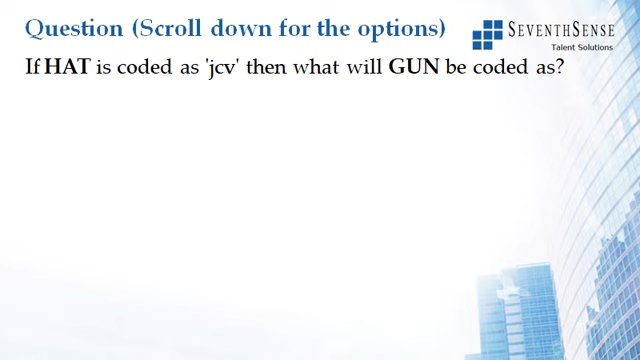 Question (Scroll down for the options)
SEVENTHSENSE
Talent Solutions
If HAT is coded as 'jcv' then what will GUN be coded as?